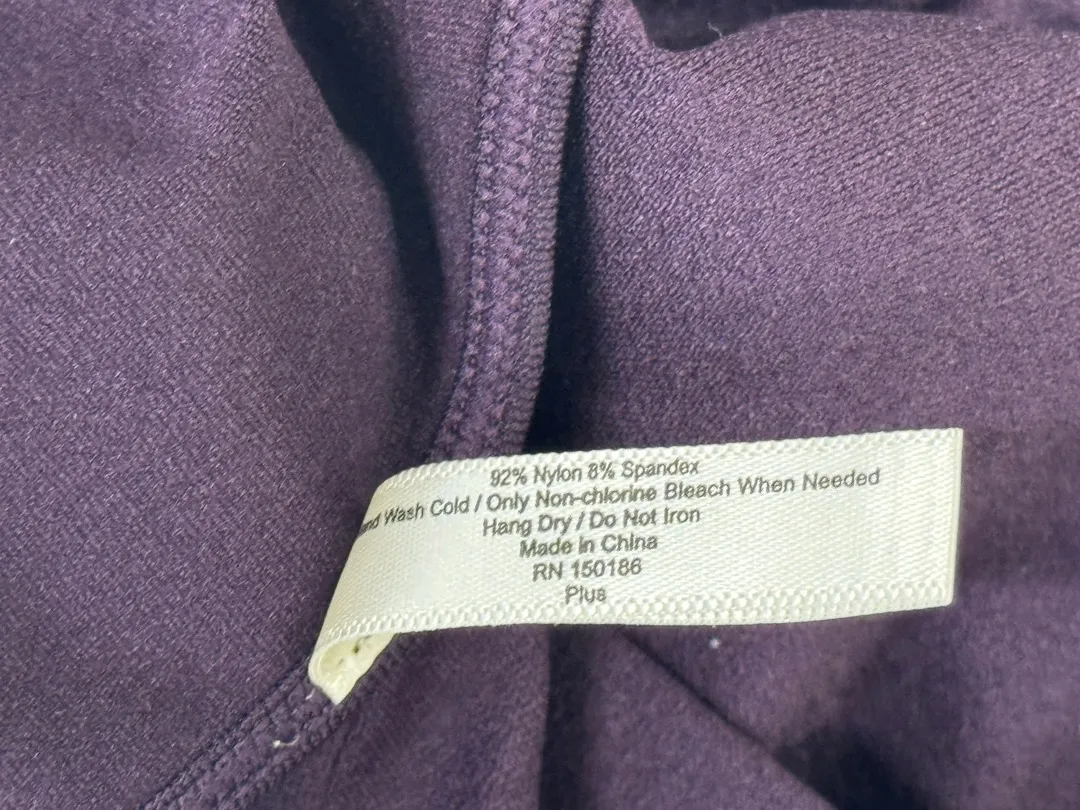 92% Nylon 8% Spandex
and Wash Cold / Only Non-chlorine Bleach When Needed
Hang Dry / Do Not Iron
Made in China
RN 150186
Plus